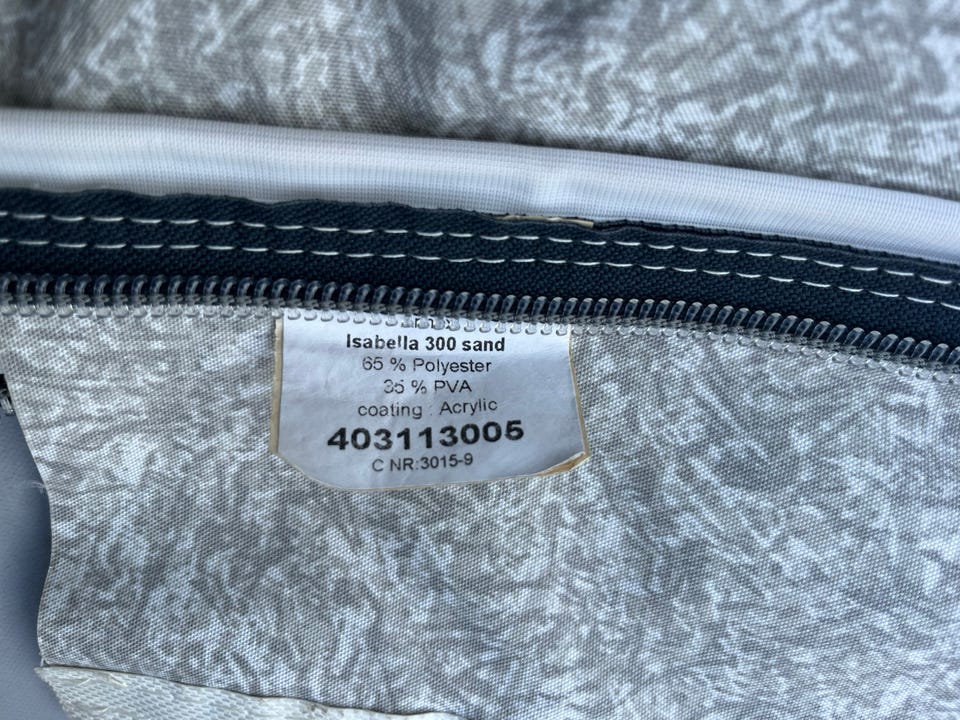 Isabella 300 sand
65 % Polyester
35 % PVA
coating : Acrylic
403113005
C NR:3015-9